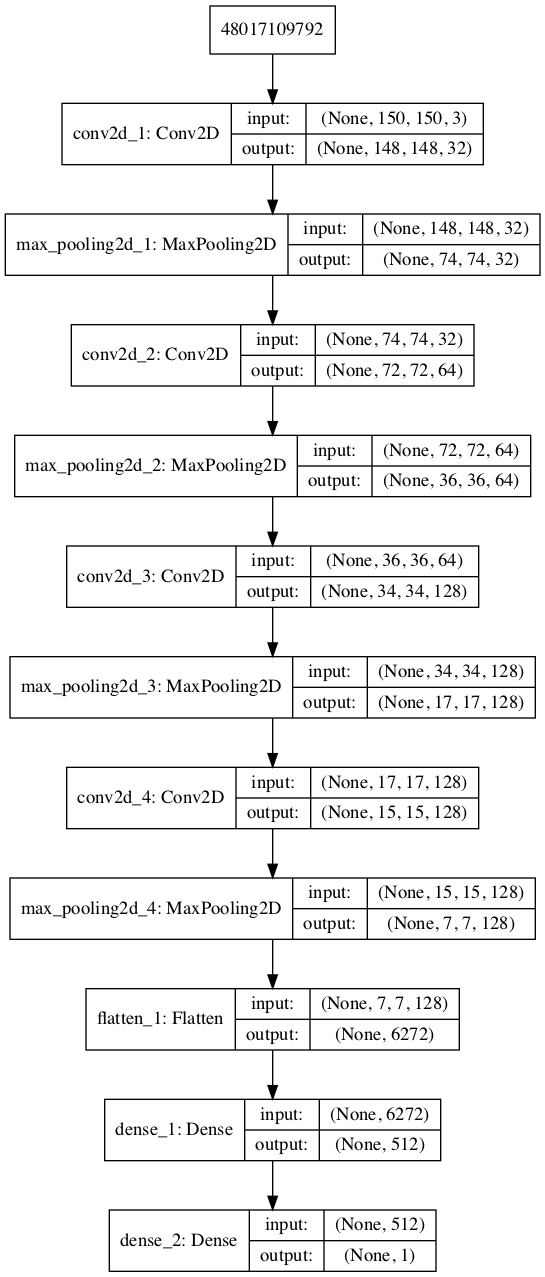 48017109792
conv2d_1: Conv2D
input: (None, 150, 150, 3)
output: (None, 148, 148, 32)
max_pooling2d_1: MaxPooling2D
input: (None, 148, 148, 32)
output: (None, 74, 74, 32)
conv2d_2: Conv2D
input: (None, 74, 74, 32)
output: (None, 72, 72, 64)
max_pooling2d_2: MaxPooling2D
input: (None, 72, 72, 64)
output: (None, 36, 36, 64)
conv2d_3: Conv2D
input: (None, 36, 36, 64)
output: (None, 34, 34, 128)
max_pooling2d_3: MaxPooling2D
input: (None, 34, 34, 128)
output: (None, 17, 17, 128)
conv2d_4: Conv2D
input: (None, 17, 17, 128)
output: (None, 15, 15, 128)
max_pooling2d_4: MaxPooling2D
input: (None, 15, 15, 128)
output: (None, 7, 7, 128)
flatten_1: Flatten
input: (None, 7, 7, 128)
output: (None, 6272)
dense_1: Dense
input: (None, 6272)
output: (None, 512)
dense_2: Dense
input: (None, 512)
output: (None, 1)